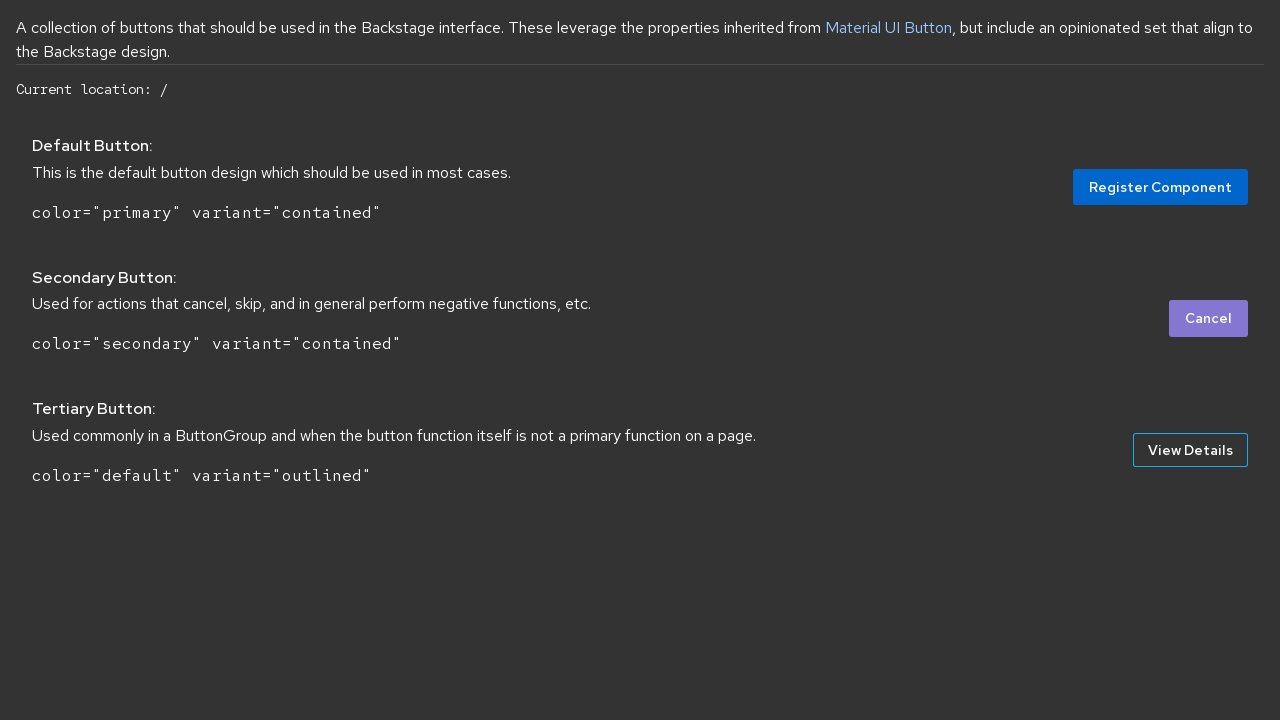 A collection of buttons that should be used in the Backstage interface. These leverage the properties inherited from Material UI Button, but include an opinionated set that align to
the Backstage design.
Current location: /
Default Button:
This is the default button design which should be used in most cases.
color="primary" variant="contained"
Register Component
Secondary Button:
Used for actions that cancel, skip, and in general perform negative functions, etc.
color="secondary" variant="contained"
Cancel
Tertiary Button:
Used commonly in a ButtonGroup and when the button function itself is not a primary function on a page.
color="default" variant="outlined"
View Details